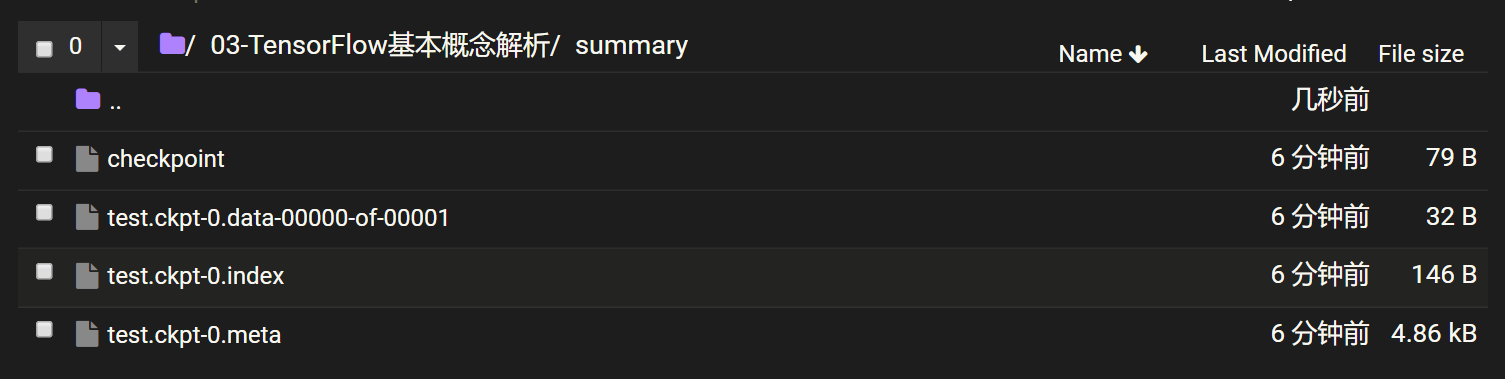 0 / 03-TensorFlow基本概念解析/ summary Name Last Modified File size
.. 几秒前
checkpoint 6 分钟前 79 B
test.ckpt-0.data-00000-of-00001 6 分钟前 32 B
test.ckpt-0.index 6 分钟前 146 B
test.ckpt-0.meta 6 分钟前 4.86 kB